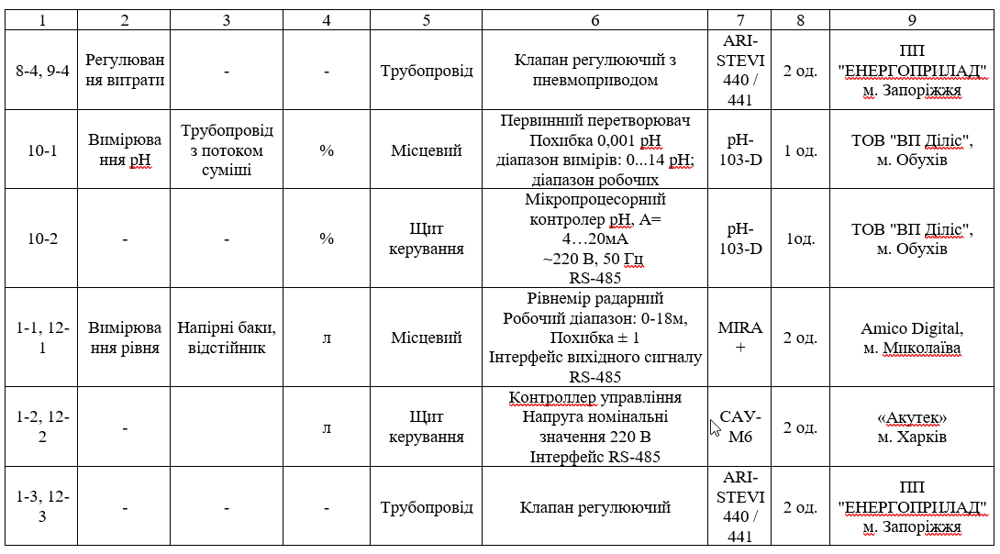 1 2 3 4 5 6 7 8 9
8-4, 9-4
Регулюван
ня витрати
-
-
Трубопровід
Клапан регулюючий з
пневмоприводом
ARI-
STEVI
440 /
441
2 од.
ПП
"ЕНЕРГОПРИЛАД"
м. Запоріжжя
10-1
Вимірюва
ння рН
Трубопровід
з потоком
суміші
%
Місцевий
Первинний перетворювач
Похибка 0,001 рН
діапазон вимірів: 0...14 рН;
діапазон робочих
рН-
103-D
1 од.
ТОВ "ВП Діліс",
м. Обухів
10-2
-
-
%
Щит
керування
Мікропроцесорний
контролер рН, А=
4…20мА
~220 В, 50 Гц
RS-485
рН-
103-D
1од.
ТОВ "ВП Діліс",
м. Обухів
1-1, 12-
1
Вимірюва
ння рівня
Напірні баки,
відстійник
л
Місцевий
Рівнемір радарний
Робочий діапазон: 0-18м,
Похибка ± 1
Інтерфейс вихідного сигналу
RS-485
MIRA
+
2 од.
Amico Digital,
м. Миколаїва
1-2, 12-
2
-
л
Щит
керування
Контроллер управління
Напруга номінальні
значення 220 В
Інтерфейс RS-485
САУ-
М6
2 од.
«Акутек»
м. Харків
1-3, 12-
3
-
-
-
Трубопровід
Клапан регулюючий
ARI-
STEVI
440 /
441
2 од.
ПП
"ЕНЕРГОПРИЛАД"
м. Запоріжжя